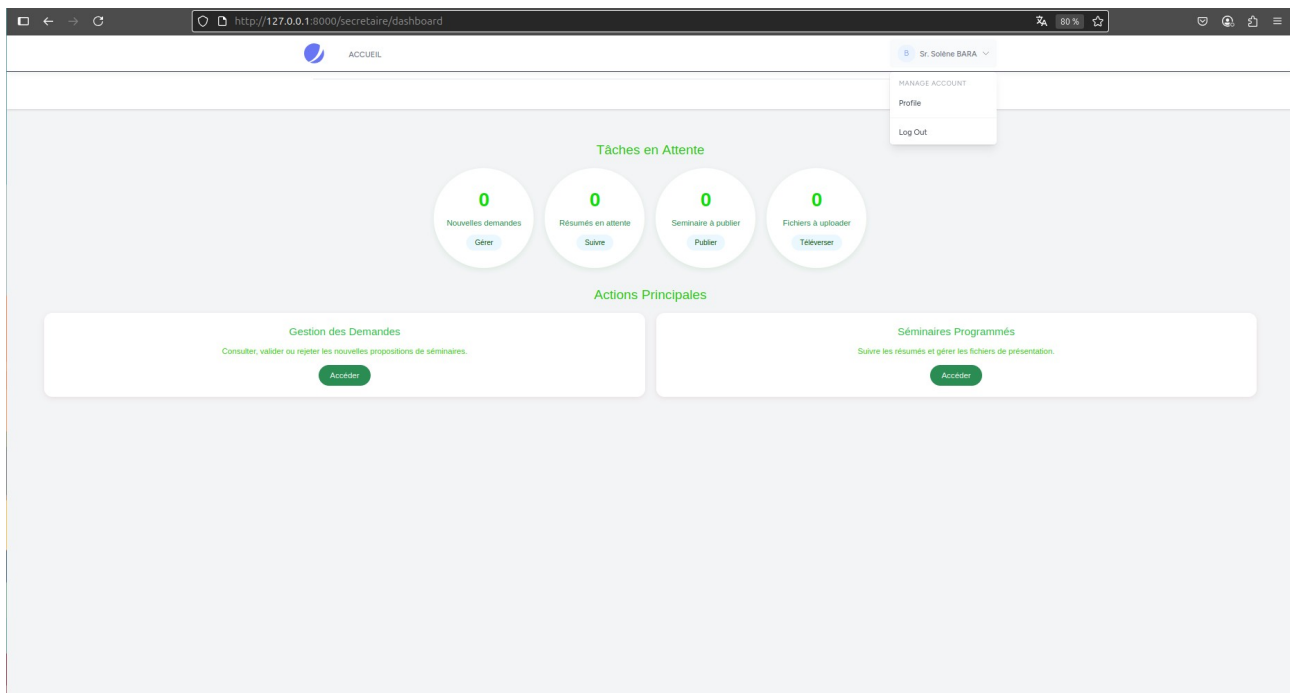 http://127.0.0.1:8000/secretaire/dashboard
80 %
ACCUEIL
B Sr. Solène BARA
MANAGE ACCOUNT
Profile
Log Out
Tâches en Attente
0 0 0 0
Nouvelles demandes Résumés en attente Seminaire à publier Fichiers à uploader
Gérer Suivre Publier Téléverser
Actions Principales
Gestion des Demandes Séminaires Programmés
Consulter, valider ou rejeter les nouvelles propositions de séminaires. Suivre les résumés et gérer les fichiers de présentation.
Accéder Accéder